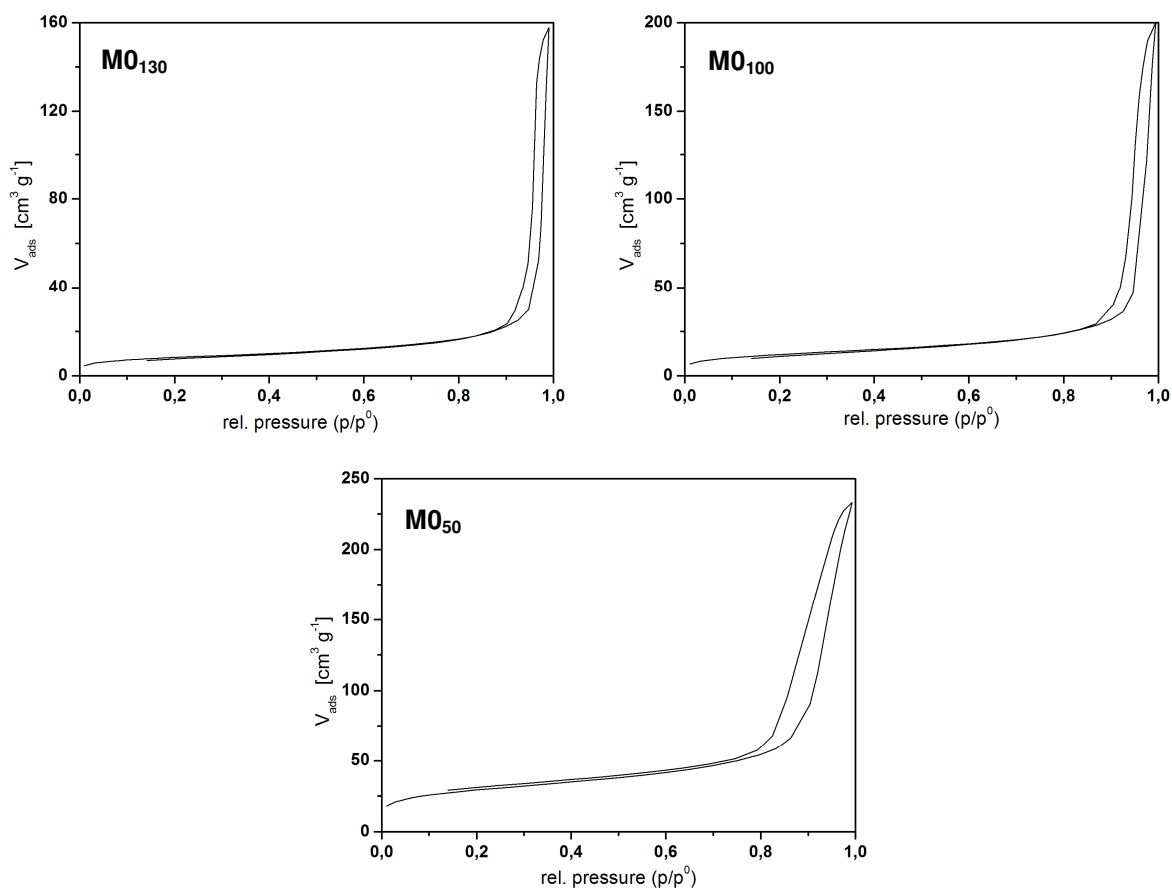 M0₁₃₀
160
120
80
40
0
V_ads [cm³ g⁻¹]
0,0 0,2 0,4 0,6 0,8 1,0
rel. pressure (p/p⁰)
M0₁₀₀
200
150
100
50
0
V_ads [cm³ g⁻¹]
0,0 0,2 0,4 0,6 0,8 1,0
rel. pressure (p/p⁰)
M0₅₀
250
200
150
100
50
0
V_ads [cm³ g⁻¹]
0,0 0,2 0,4 0,6 0,8 1,0
rel. pressure (p/p⁰)